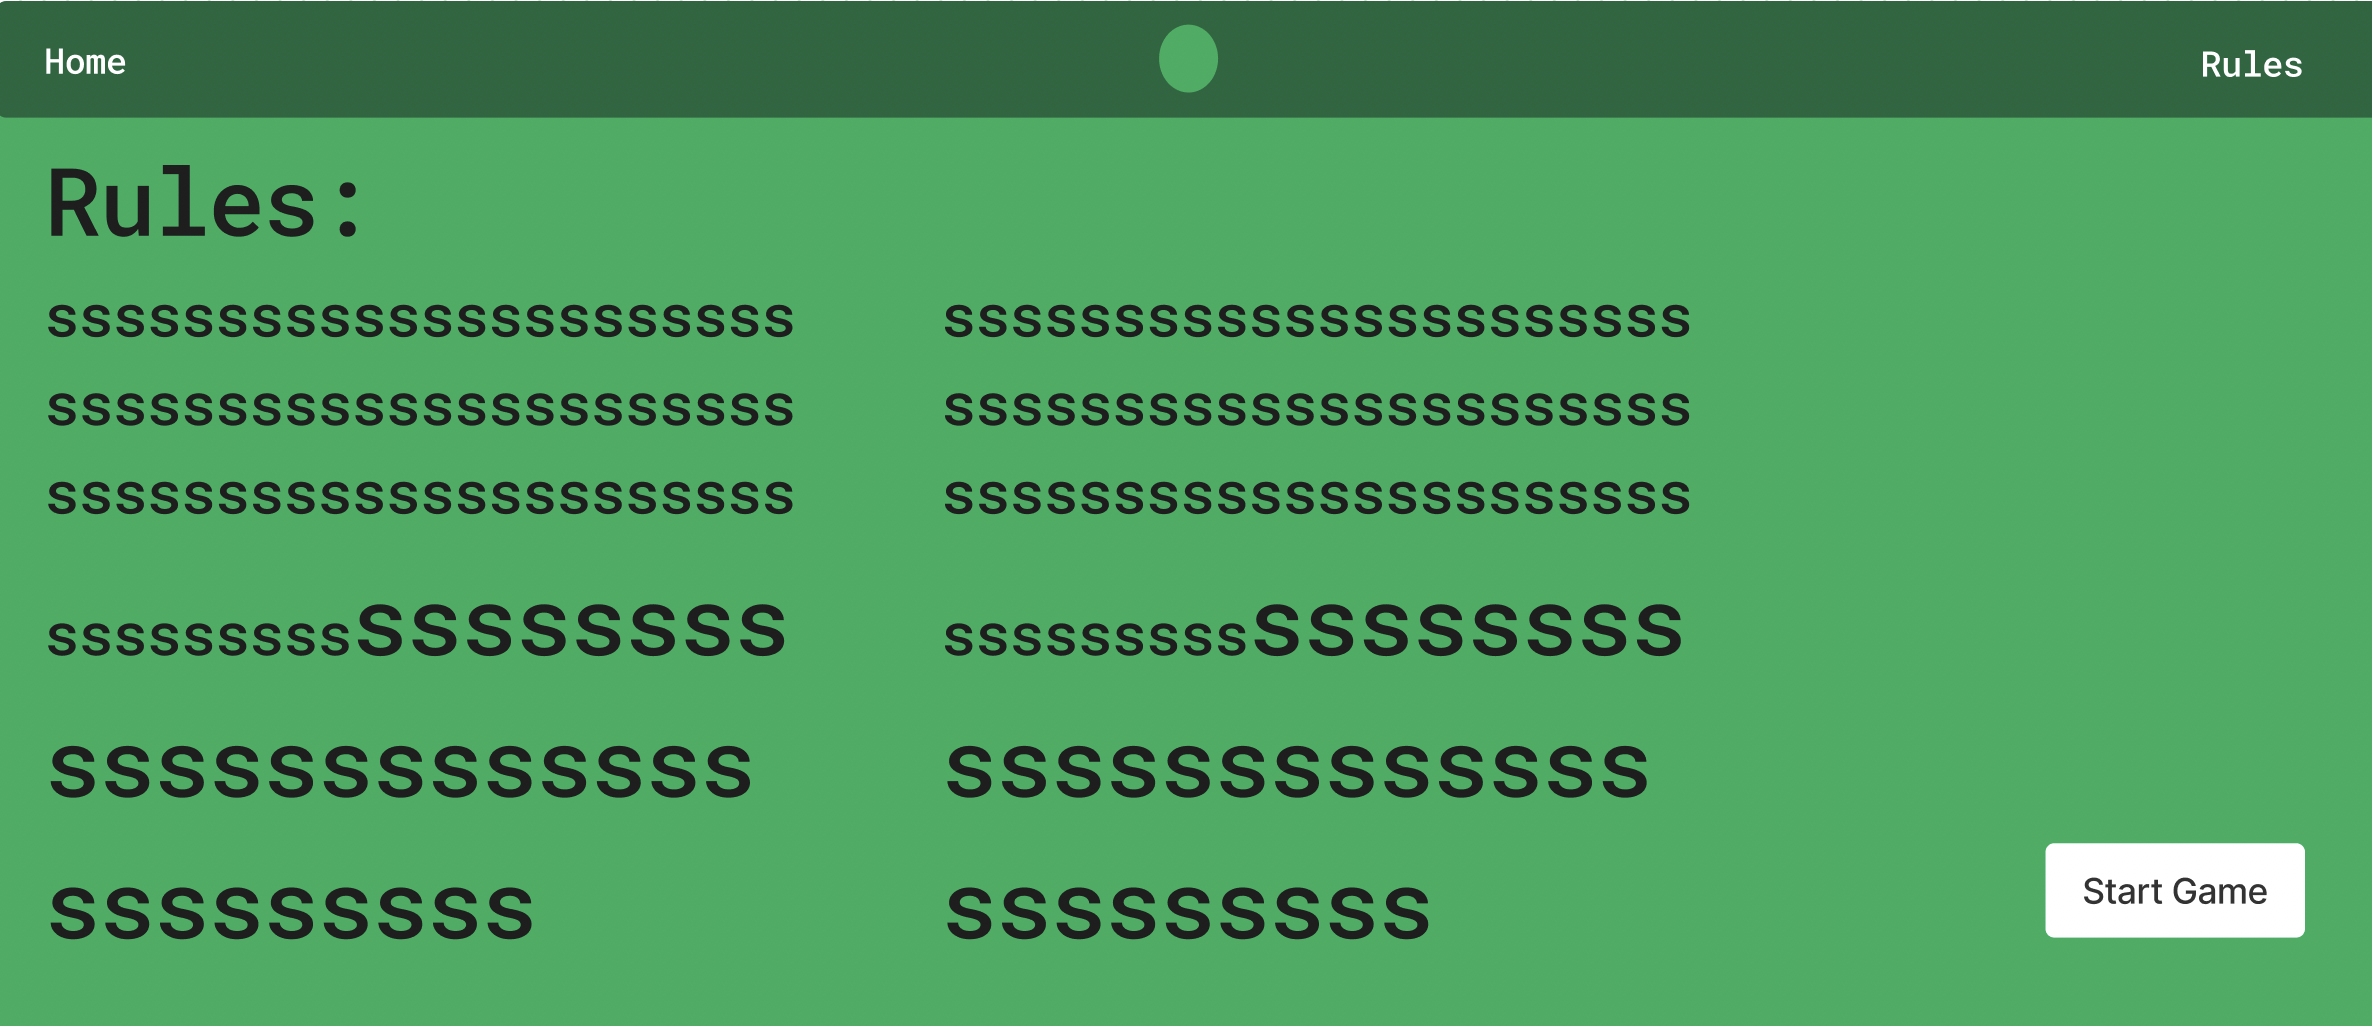 Home
Rules
Rules:
ssssssssssssssssssssss
ssssssssssssssssssssss
ssssssssssssssssssssss
sssssssssssssssss
sssssssssssss
sssssssss
ssssssssssssssssssssss
ssssssssssssssssssssss
ssssssssssssssssssssss
sssssssssssssssss
sssssssssssss
sssssssss
Start Game